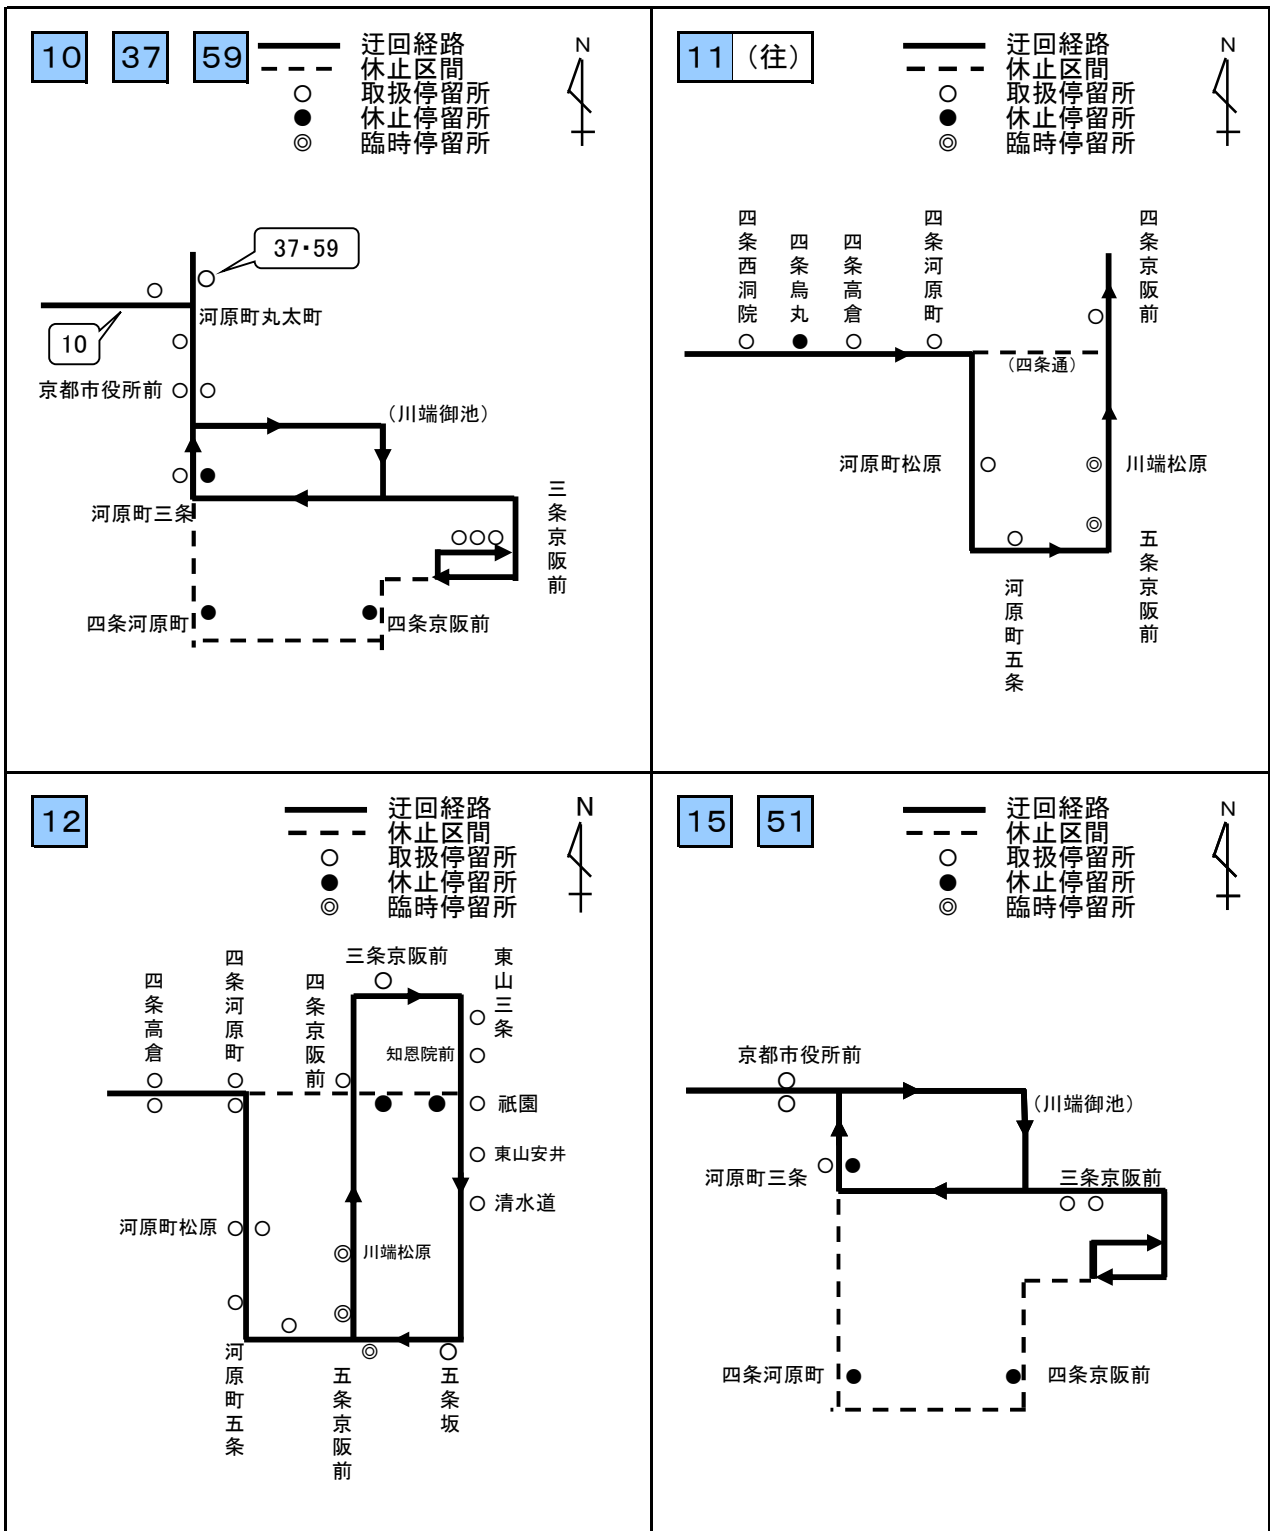 10 37 59
迂回経路
休止区間
取扱停留所
休止停留所
臨時停留所
N
37・59
河原町丸太町
10
京都市役所前
（川端御池）
河原町三条
三条京阪前
四条河原町
四条京阪前
11 （往）
迂回経路
休止区間
取扱停留所
休止停留所
臨時停留所
N
四条西洞院
四条烏丸
四条高倉
四条河原町
四条京阪前
（四条通）
河原町松原
川端松原
河原町五条
五条京阪前
12
迂回経路
休止区間
取扱停留所
休止停留所
臨時停留所
N
四条高倉
四条河原町
四条京阪前
三条京阪前
東山三条
知恩院前
祇園
東山安井
清水道
河原町松原
川端松原
河原町五条
五条京阪前
五条坂
15 51
迂回経路
休止区間
取扱停留所
休止停留所
臨時停留所
N
京都市役所前
（川端御池）
河原町三条
三条京阪前
四条河原町
四条京阪前